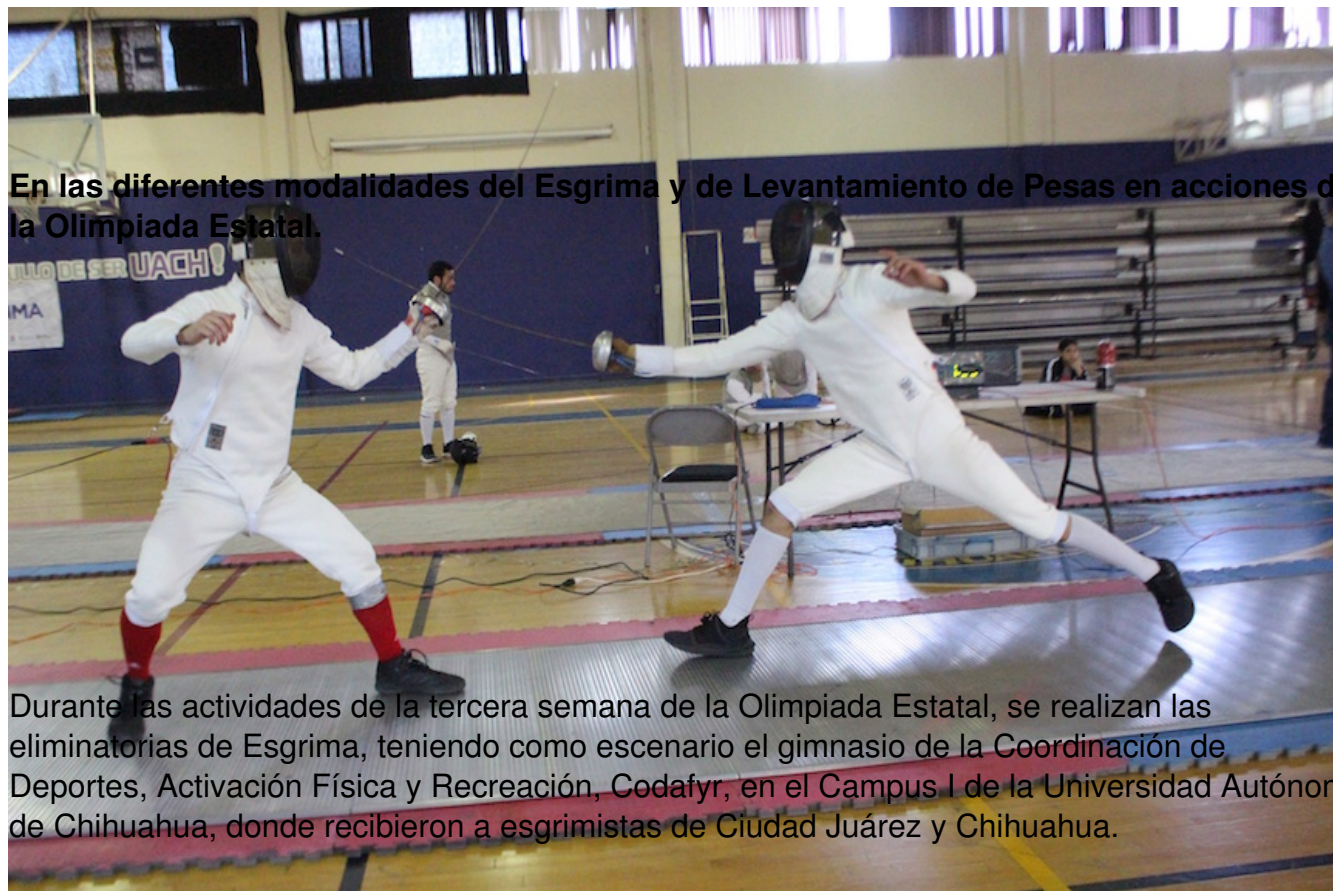 En las diferentes modalidades del Esgrima y de Levantamiento de Pesas en acciones d
la Olimpiada Estatal.
ULLO DE SER UACH!
IMA
Durante las actividades de la tercera semana de la Olimpiada Estatal, se realizan las
eliminatorias de Esgrima, teniendo como escenario el gimnasio de la Coordinación de
Deportes, Activación Física y Recreación, Codafyr, en el Campus I de la Universidad Autónor
de Chihuahua, donde recibieron a esgrimistas de Ciudad Juárez y Chihuahua.